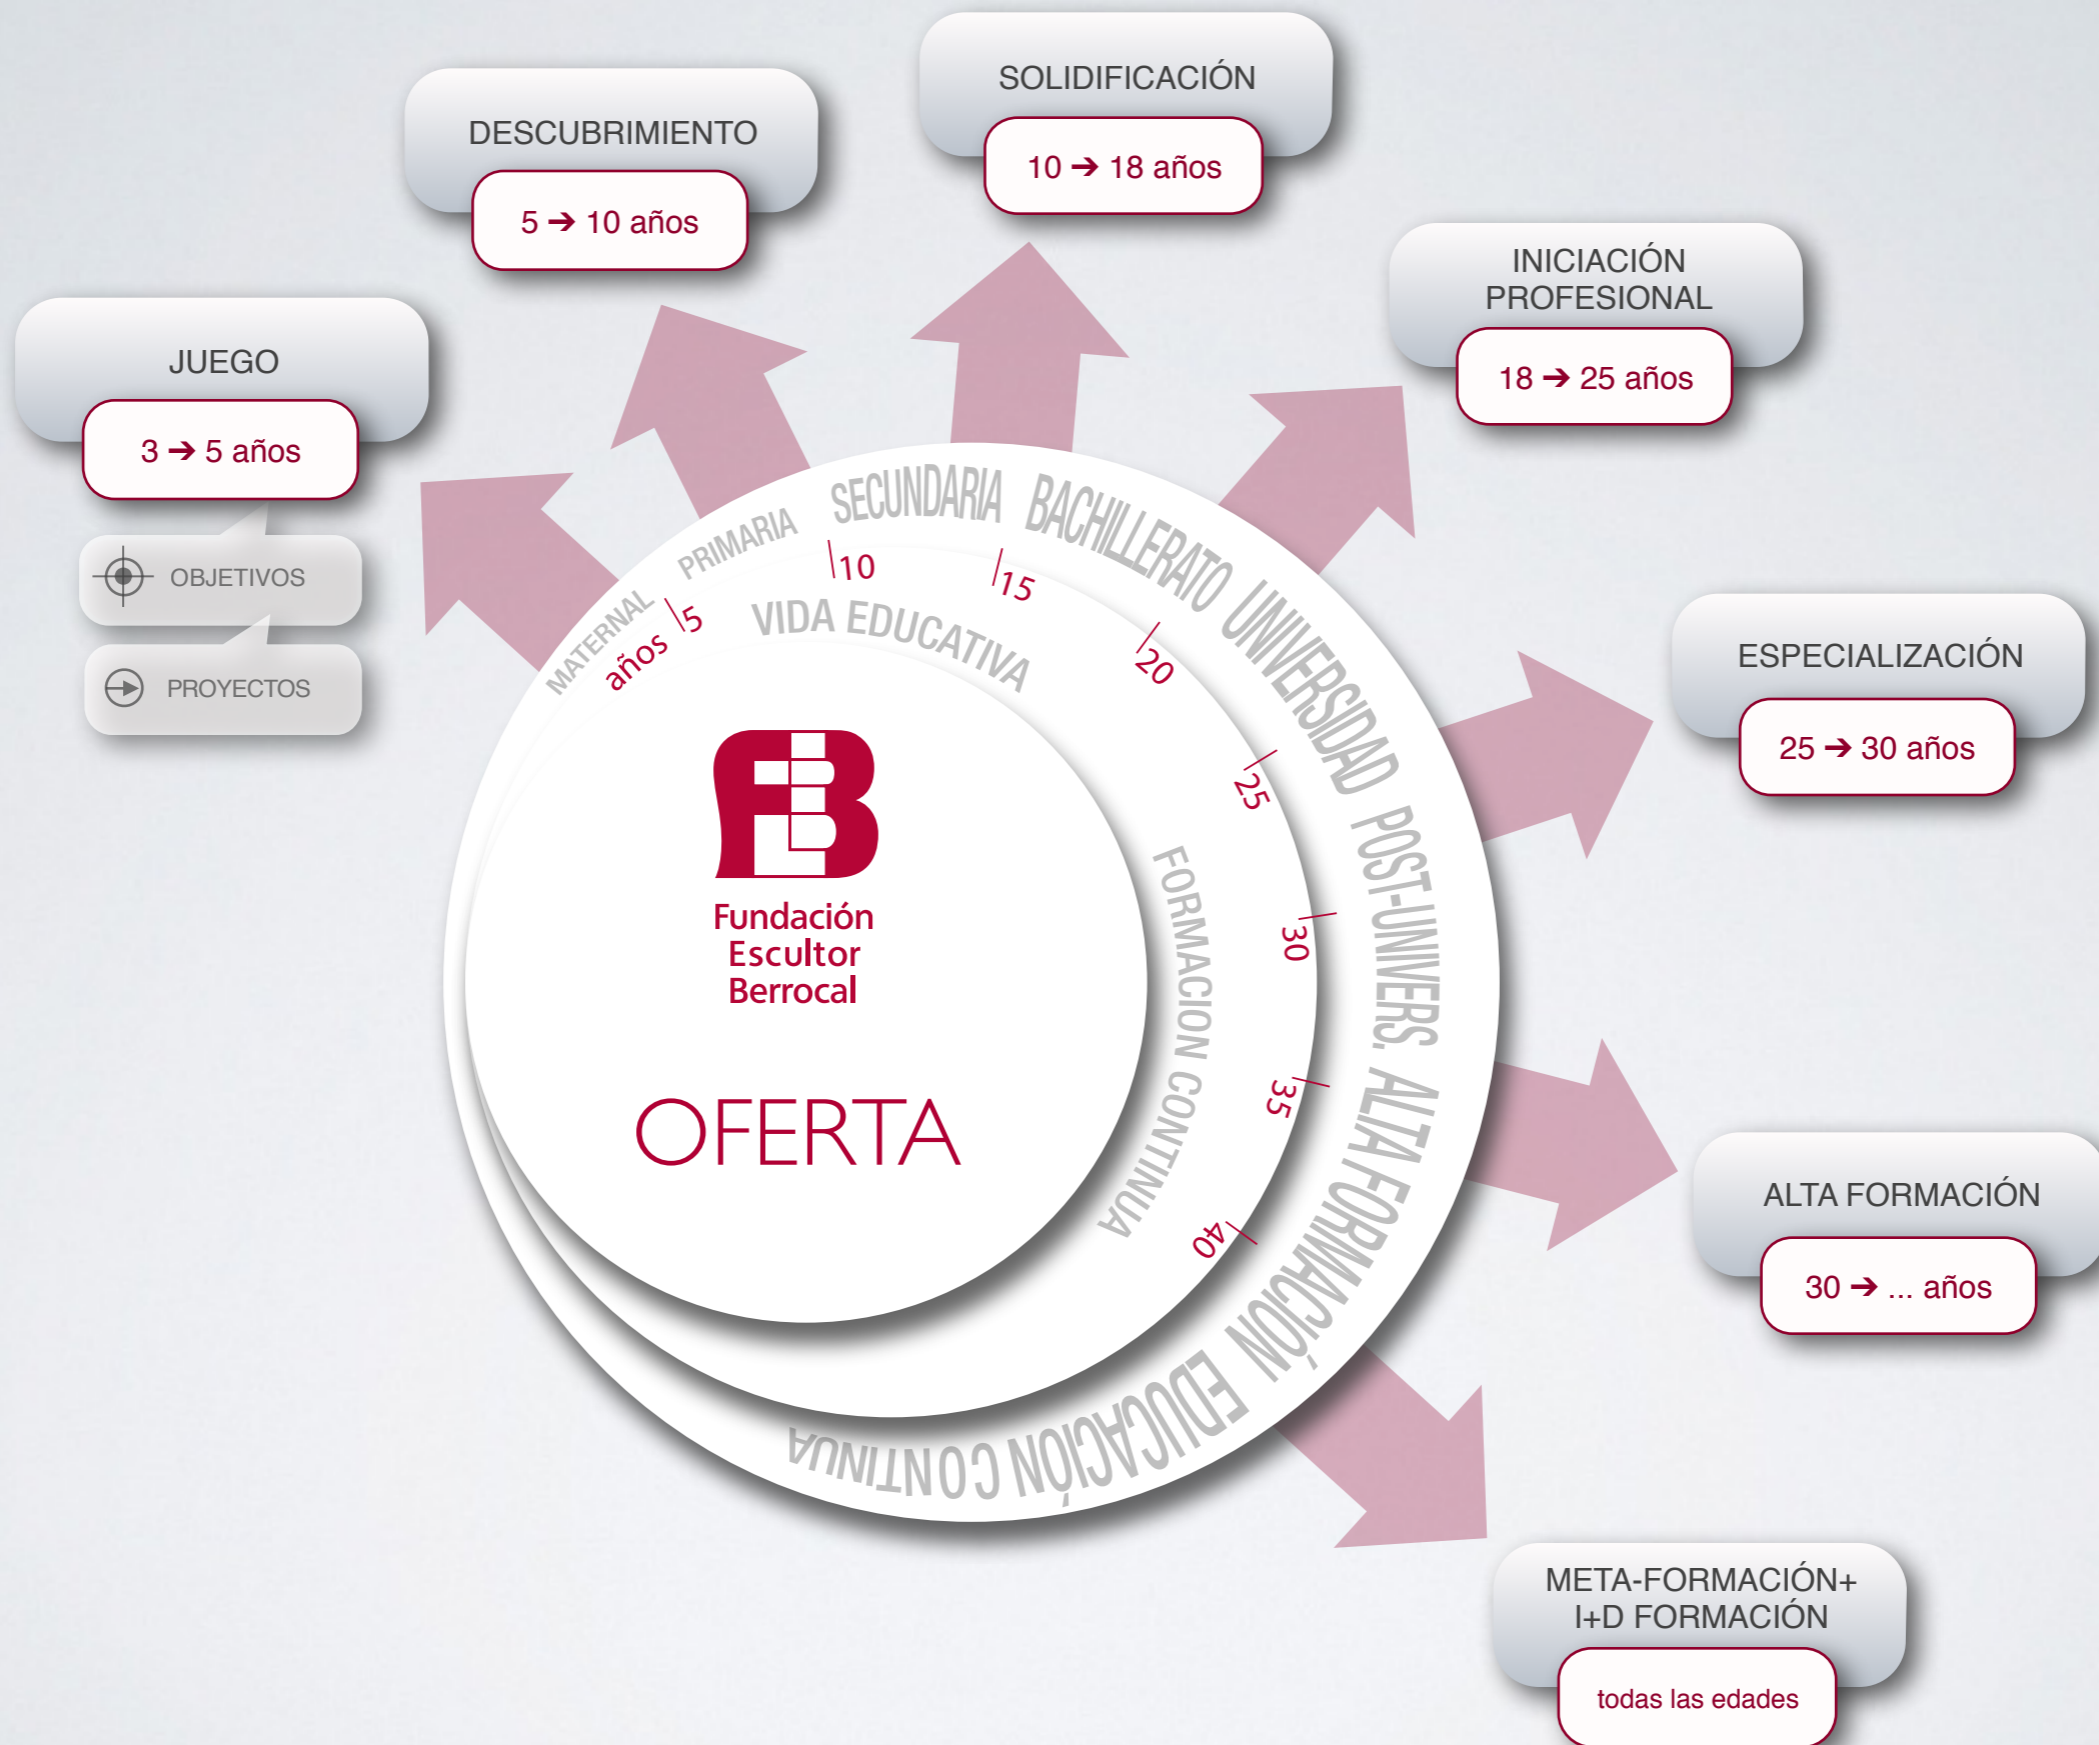 SOLIDIFICACIÓN
10 ➔ 18 años
DESCUBRIMIENTO
5 ➔ 10 años
INICIACIÓN
PROFESIONAL
18 ➔ 25 años
JUEGO
3 ➔ 5 años
OBJETIVOS
PROYECTOS
ESPECIALIZACIÓN
25 ➔ 30 años
ALTA FORMACIÓN
30 ➔ ... años
META-FORMACIÓN+
I+D FORMACIÓN
todas las edades
MATERNAL
PRIMARIA
SECUNDARIA
BACHILLERATO
UNIVERSIDAD
POST-UNIVERS.
ALTA FORMACIÓN
EDUCACIÓN CONTINUA
años 5
10
15
20
25
30
35
40
VIDA EDUCATIVA
FORMACION CONTINUA
Fundación
Escultor
Berrocal
OFERTA